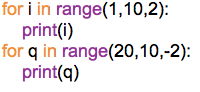 for i in range(1,10,2):
    print(i)
for q in range(20,10,-2):
    print(q)